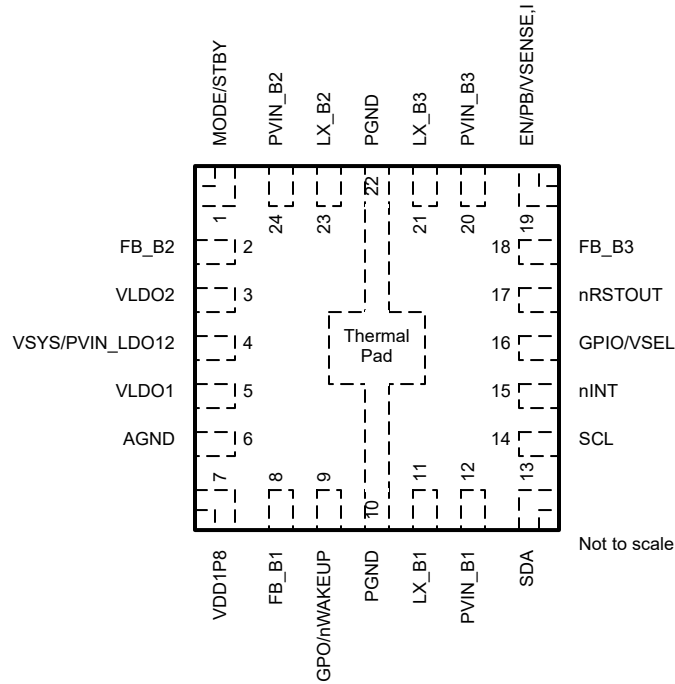 MODE/STBY
PVIN_B2
LX_B2
PGND
LX_B3
PVIN_B3
EN/PB/VSENSE,I
1
24
23
22
21
20
19
FB_B2 2
18 FB_B3
VLDO2 3
17 nRSTOUT
VSYS/PVIN_LDO12 4
16 GPIO/VSEL
Thermal
Pad
VLDO1 5
15 nINT
AGND 6
14 SCL
7
8
9
10
11
12
13
VDD1P8
FB_B1
GPO/nWAKEUP
PGND
LX_B1
PVIN_B1
SDA
Not to scale